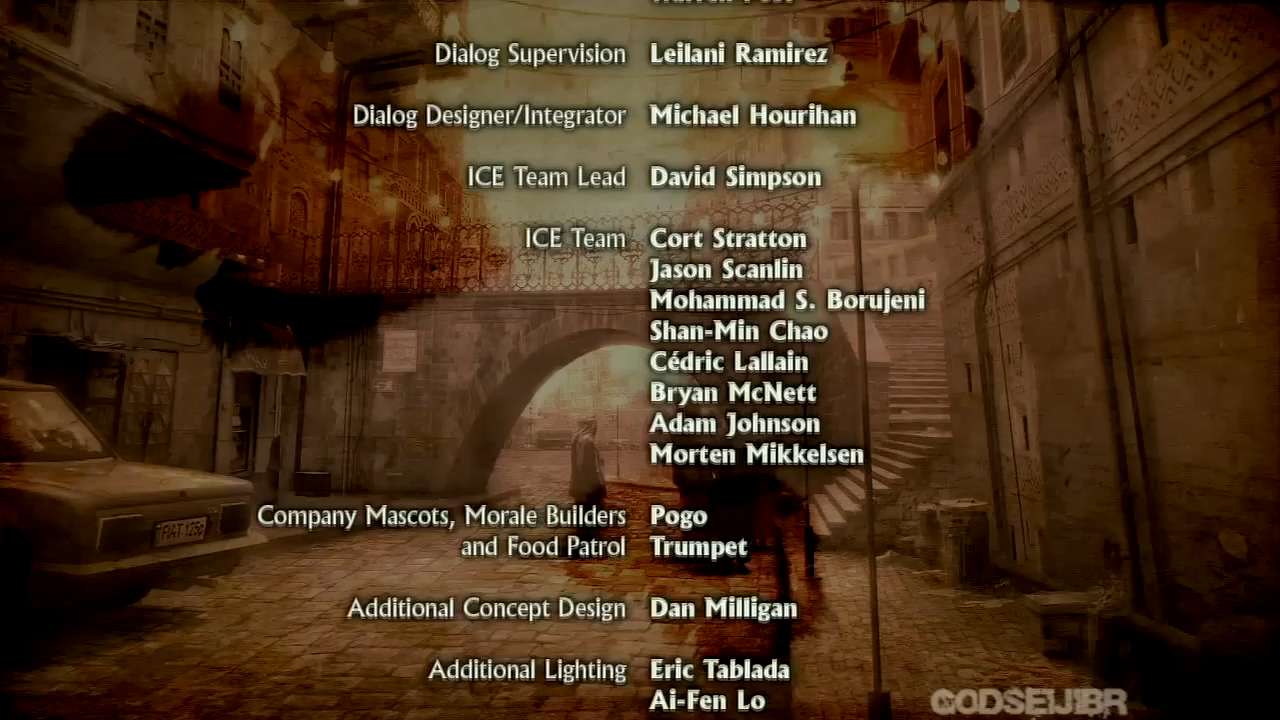 Dialog Supervision Leilani Ramirez
Dialog Designer/Integrator Michael Hourihan
ICE Team Lead David Simpson
ICE Team Cort Stratton
Jason Scanlin
Mohammad S. Borujeni
Shan-Min Chao
Cédric Lallain
Bryan McNett
Adam Johnson
Morten Mikkelsen
Company Mascots, Morale Builders Pogo
and Food Patrol Trumpet
Additional Concept Design Dan Milligan
Additional Lighting Eric Tablada
Ai-Fen Lo